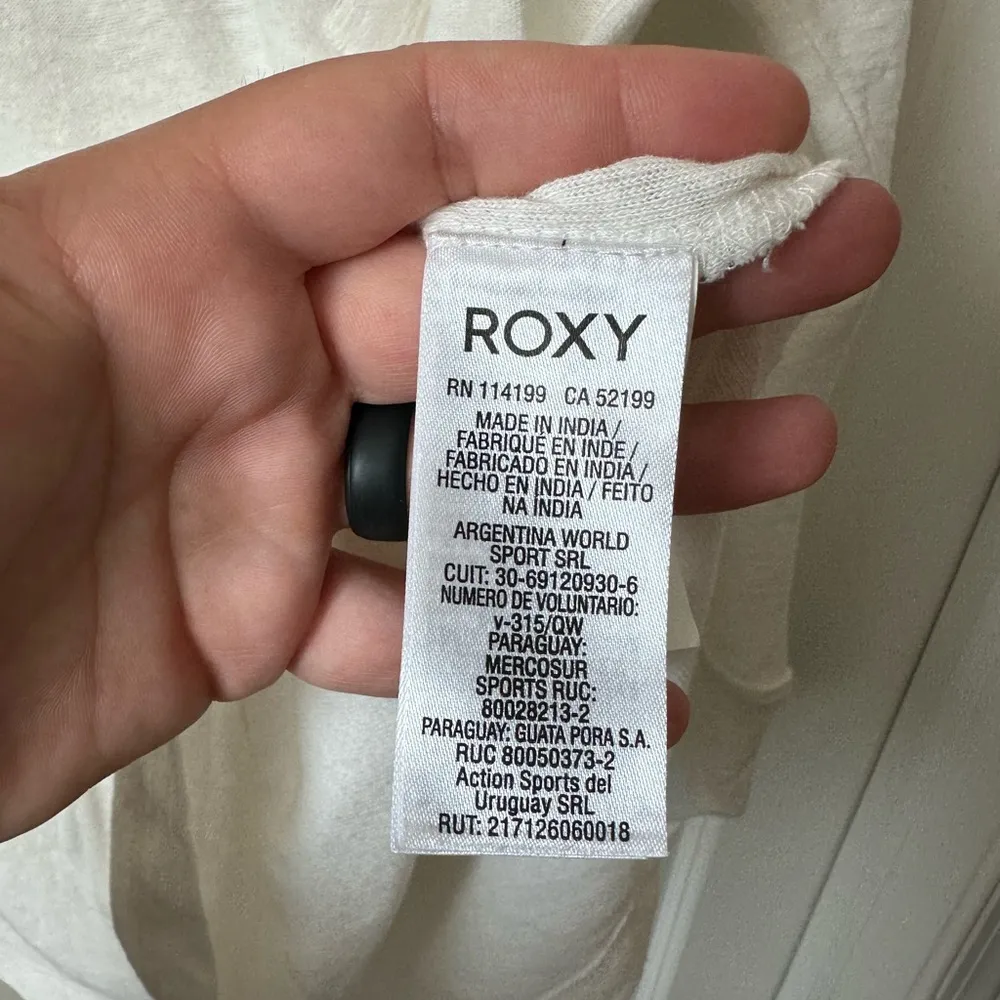 ROXY
RN 114199 CA 52199
MADE IN INDIA /
FABRIQUÉ EN INDE /
FABRICADO EN INDIA /
HECHO EN INDIA / FEITO
NA ÍNDIA
ARGENTINA WORLD
SPORT SRL
CUIT: 30-69120930-6
NUMERO DE VOLUNTARIO:
v-315/QW
PARAGUAY:
MERCOSUR
SPORTS RUC:
80028213-2
PARAGUAY: GUATA PORA S.A.
RUC 80050373-2
Action Sports del
Uruguay SRL
RUT: 217126060018